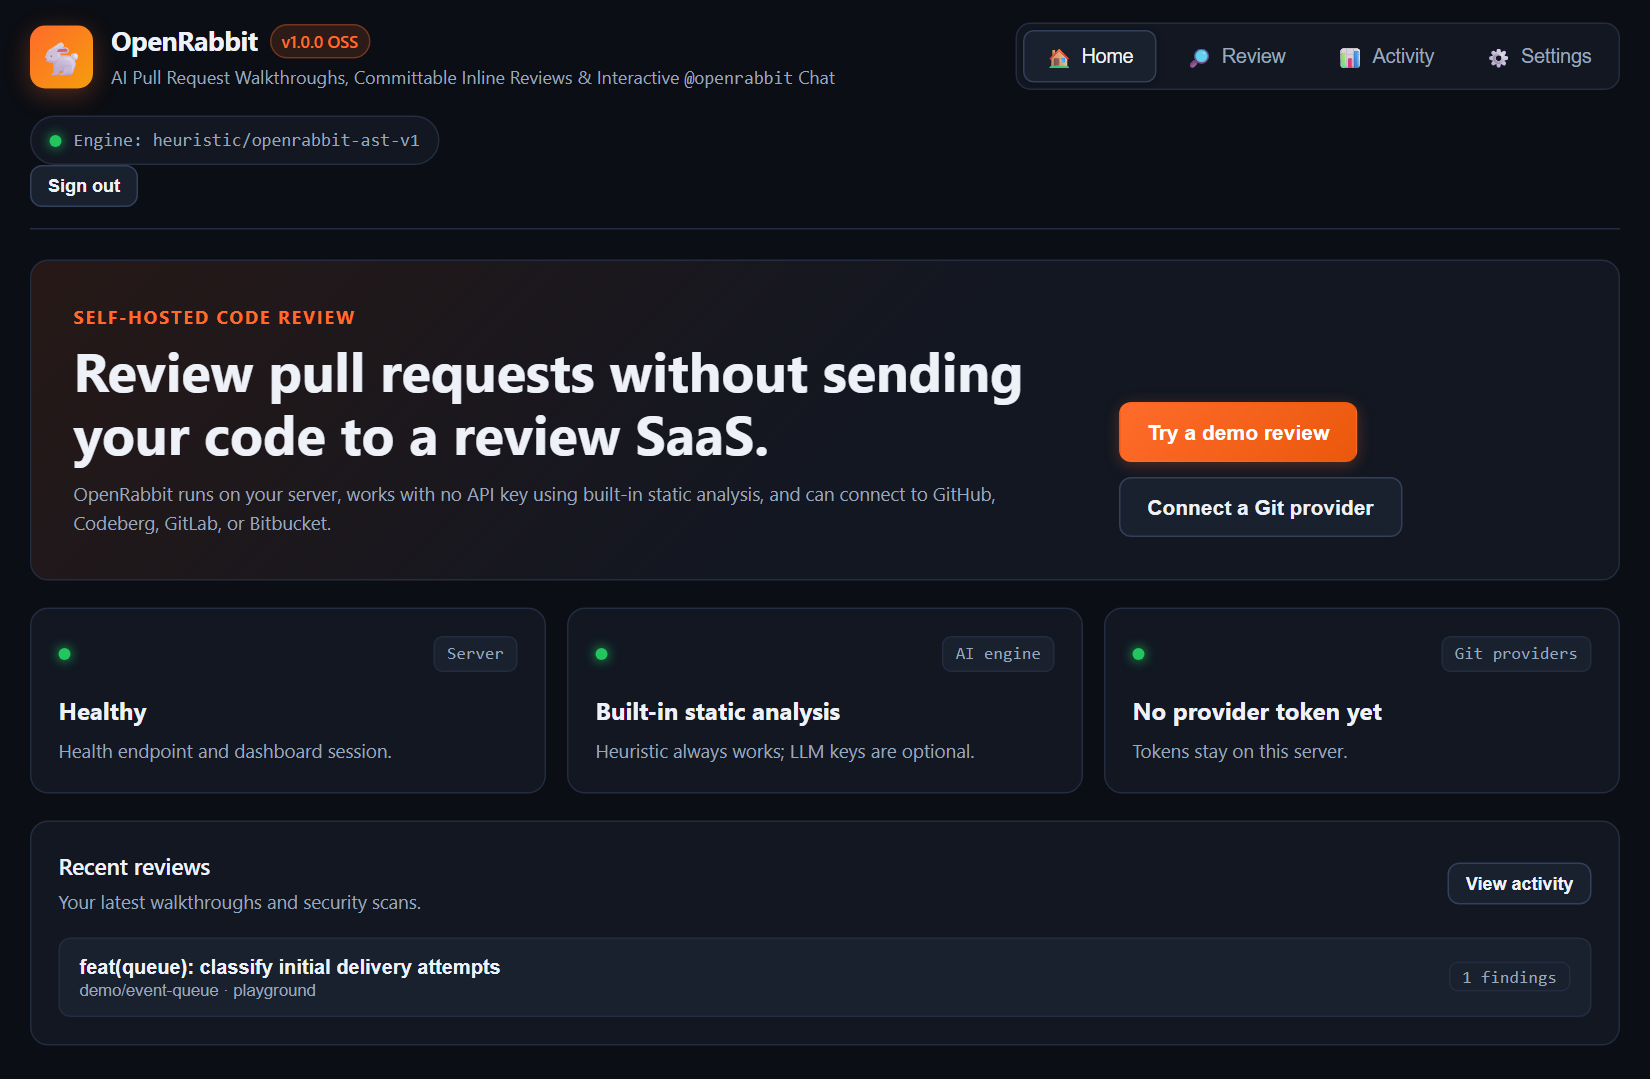 OpenRabbit v1.0.0 OSS
AI Pull Request Walkthroughs, Committable Inline Reviews & Interactive @openrabbit Chat
Home Review Activity Settings
Engine: heuristic/openrabbit-ast-v1
Sign out
SELF-HOSTED CODE REVIEW
Review pull requests without sending
your code to a review SaaS.
OpenRabbit runs on your server, works with no API key using built-in static analysis, and can connect to GitHub,
Codeberg, GitLab, or Bitbucket.
Try a demo review
Connect a Git provider
Server
Healthy
Health endpoint and dashboard session.
AI engine
Built-in static analysis
Heuristic always works; LLM keys are optional.
Git providers
No provider token yet
Tokens stay on this server.
Recent reviews
Your latest walkthroughs and security scans.
View activity
feat(queue): classify initial delivery attempts
demo/event-queue · playground
1 findings